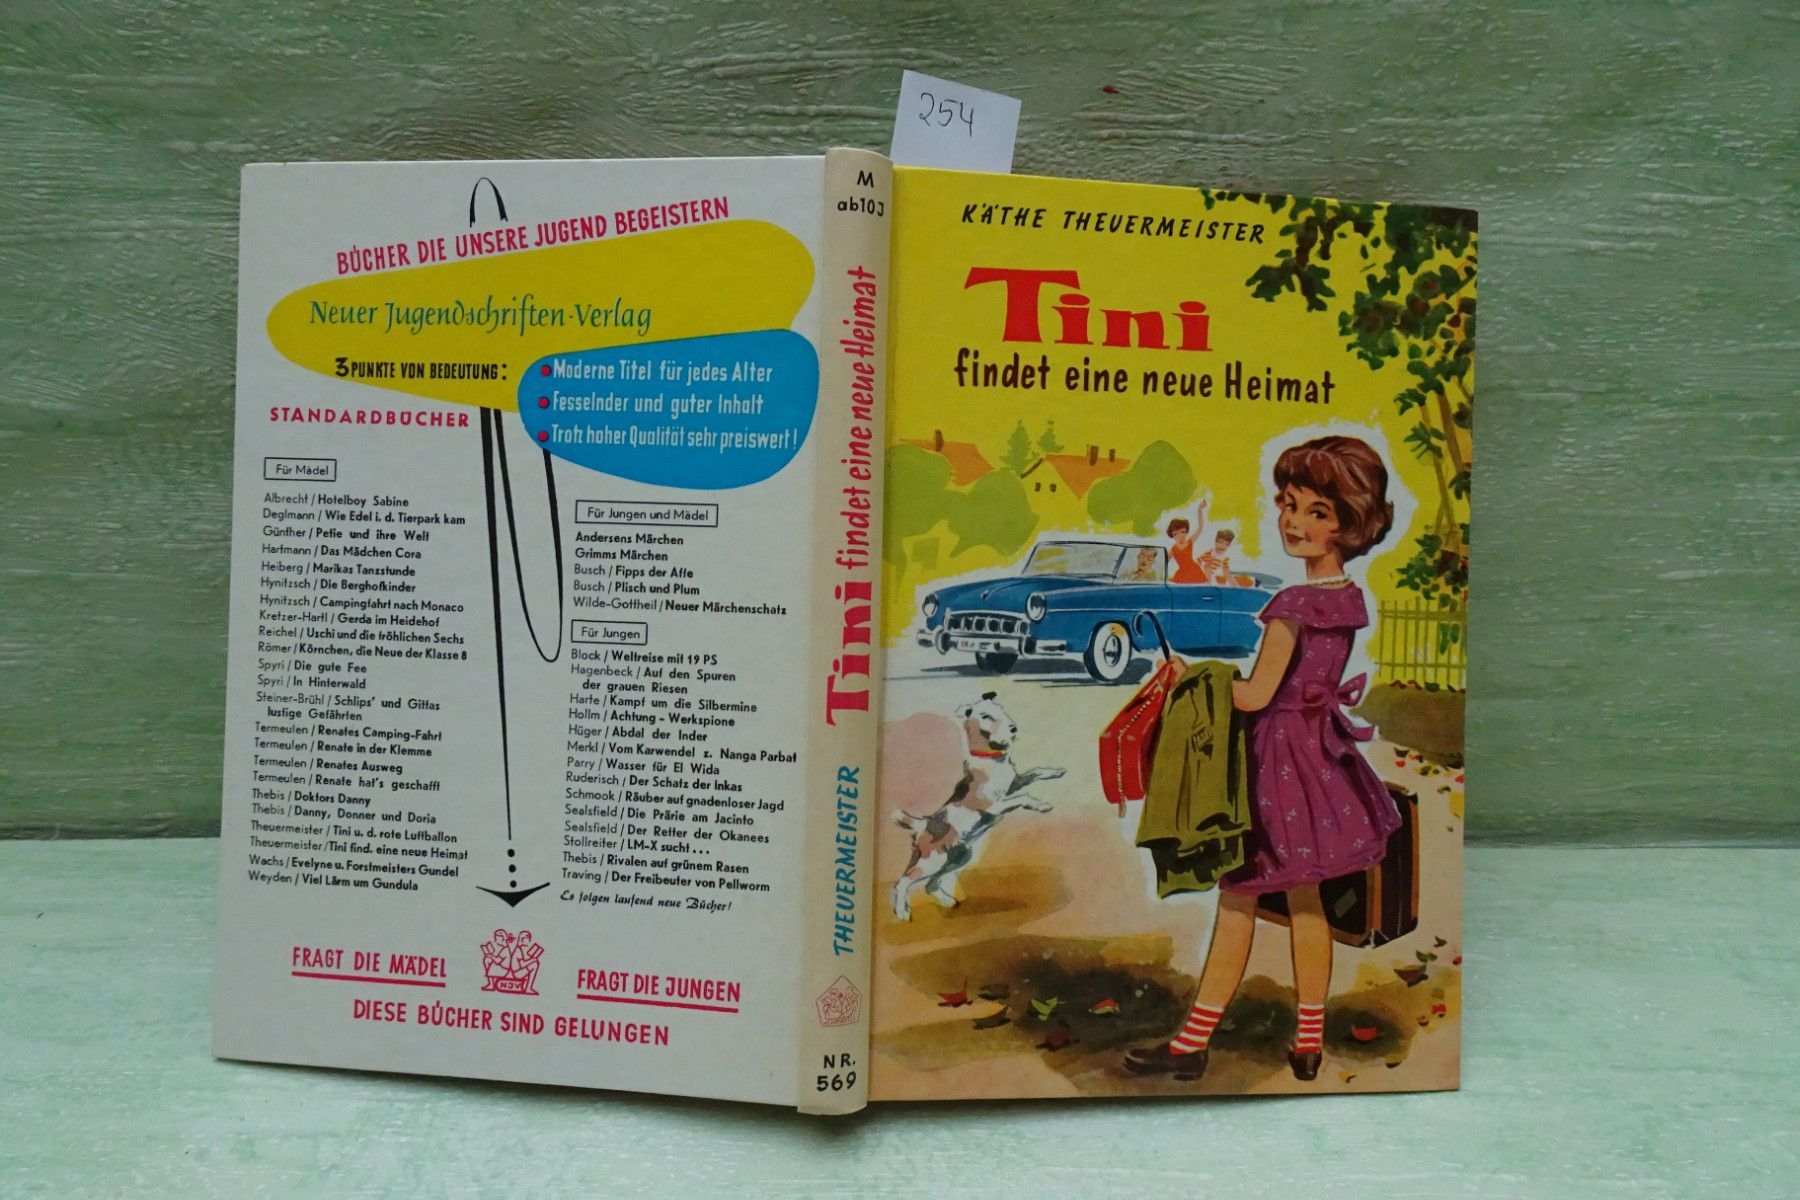 254
BÜCHER DIE UNSERE JUGEND BEGEISTERN
Neuer Jugendschriften-Verlag
3 PUNKTE VON BEDEUTUNG:
• Moderne Titel für jedes Alter
• Fesselnder und guter Inhalt
• Trotz hoher Qualität sehr preiswert!
STANDARDBÜCHER
Für Mädel
Albrecht / Hotelboy Sabine
Deglmann / Wie Edel i. d. Tierpark kam
Günther / Petie und ihre Welt
Hartmann / Das Mädchen Cora
Heiberg / Marikas Tanzstunde
Hynitzsch / Die Berghofkinder
Hynitzsch / Campingfahrt nach Monaco
Kretzer-Hartl / Gerda im Heidehof
Reichel / Uschi und die fröhlichen Sechs
Römer / Körnchen, die Neue der Klasse 8
Spyri / Die gute Fee
Spyri / In Hinterwald
Steiner-Brühl / Schlips' und Gittas
lustige Gefährten
Termeulen / Renates Camping-Fahrt
Termeulen / Renate in der Klemme
Termeulen / Renates Ausweg
Termeulen / Renate hat's geschafft
Thebis / Doktors Danny
Thebis / Danny, Donner und Doria
Theuermeister / Tini u. d. rote Luftballon
Theuermeister / Tini find. eine neue Heimat
Wachs / Evelyne u. Forstmeisters Gundel
Weyden / Viel Lärm um Gundula
Für Jungen und Mädel
Andersens Märchen
Grimms Märchen
Busch / Fipps der Affe
Busch / Plisch und Plum
Wilde-Gottheil / Neuer Märchenschatz
Für Jungen
Block / Weltreise mit 19 PS
Hagenbeck / Auf den Spuren
der grauen Riesen
Harte / Kampf um die Silbermine
Hollm / Achtung - Werkspione
Hüger / Abdal der Inder
Merkl / Vom Karwendel z. Nanga Parbat
Parry / Wasser für El Wida
Ruderisch / Der Schatz der Inkas
Schmook / Räuber auf gnadenloser Jagd
Sealsfield / Die Prärie am Jacinto
Sealsfield / Der Retter der Okanees
Stollreiter / LM-X sucht...
Thebis / Rivalen auf grünem Rasen
Traving / Der Freibeuter von Pellworm
Es folgen laufend neue Bücher!
FRAGT DIE MÄDEL
NJV
FRAGT DIE JUNGEN
DIESE BÜCHER SIND GELUNGEN
M
ab 10 J
Tini findet eine neue Heimat
THEUERMEISTER
NR.
569
KÄTHE THEUERMEISTER
Tini
findet eine neue Heimat